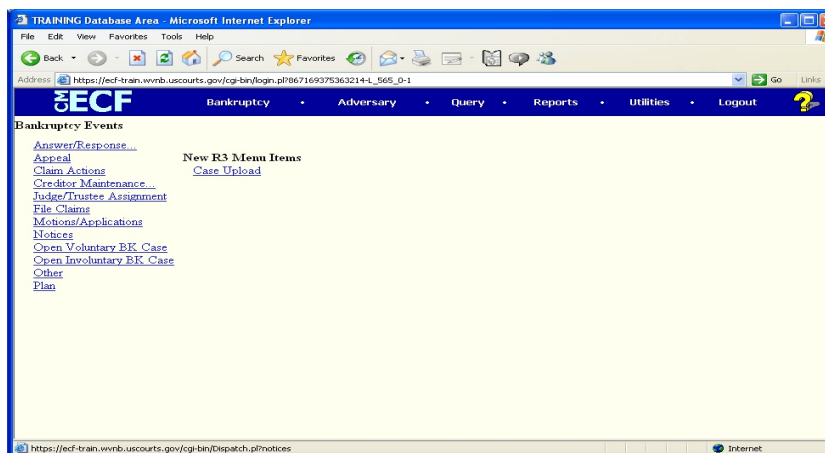 TRAINING Database Area - Microsoft Internet Explorer
File Edit View Favorites Tools Help
Back Search Favorites
Address https://ecf-train.wvnb.uscourts.gov/cgi-bin/login.pl?867169375363214-L_565_0-1 Go Links
CM ECF Bankruptcy • Adversary • Query • Reports • Utilities • Logout ?
Bankruptcy Events
Answer/Response...
Appeal
New R3 Menu Items
Claim Actions
Case Upload
Creditor Maintenance...
Judge/Trustee Assignment
File Claims
Motions/Applications
Notices
Open Voluntary BK Case
Open Involuntary BK Case
Other
Plan
https://ecf-train.wvnb.uscourts.gov/cgi-bin/Dispatch.pl?notices Internet